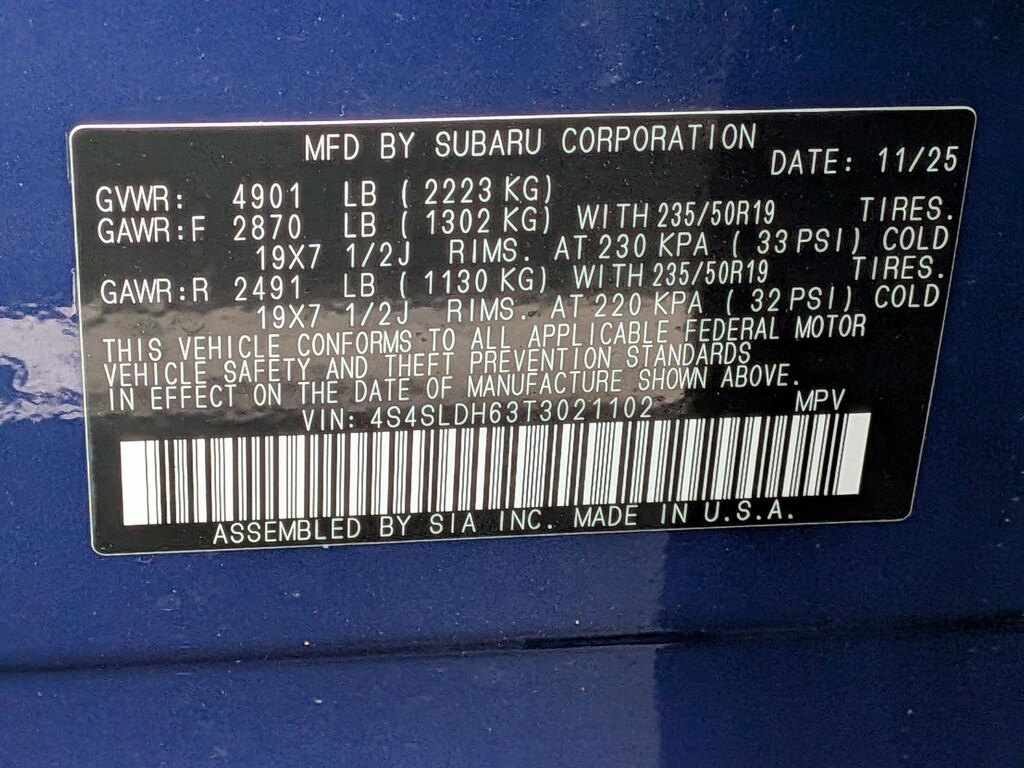 MFD BY SUBARU CORPORATION DATE: 11/25
GVWR: 4901 LB ( 2223 KG)
GAWR:F 2870 LB ( 1302 KG) WITH 235/50R19 TIRES.
19X7 1/2J RIMS. AT 230 KPA ( 33 PSI) COLD
GAWR:R 2491 LB ( 1130 KG) WITH 235/50R19 TIRES.
19X7 1/2J RIMS. AT 220 KPA ( 32 PSI) COLD
THIS VEHICLE CONFORMS TO ALL APPLICABLE FEDERAL MOTOR
VEHICLE SAFETY AND THEFT PREVENTION STANDARDS
IN EFFECT ON THE DATE OF MANUFACTURE SHOWN ABOVE.
VIN: 4S4SLDH63T3021102 MPV
ASSEMBLED BY SIA INC. MADE IN U.S.A.